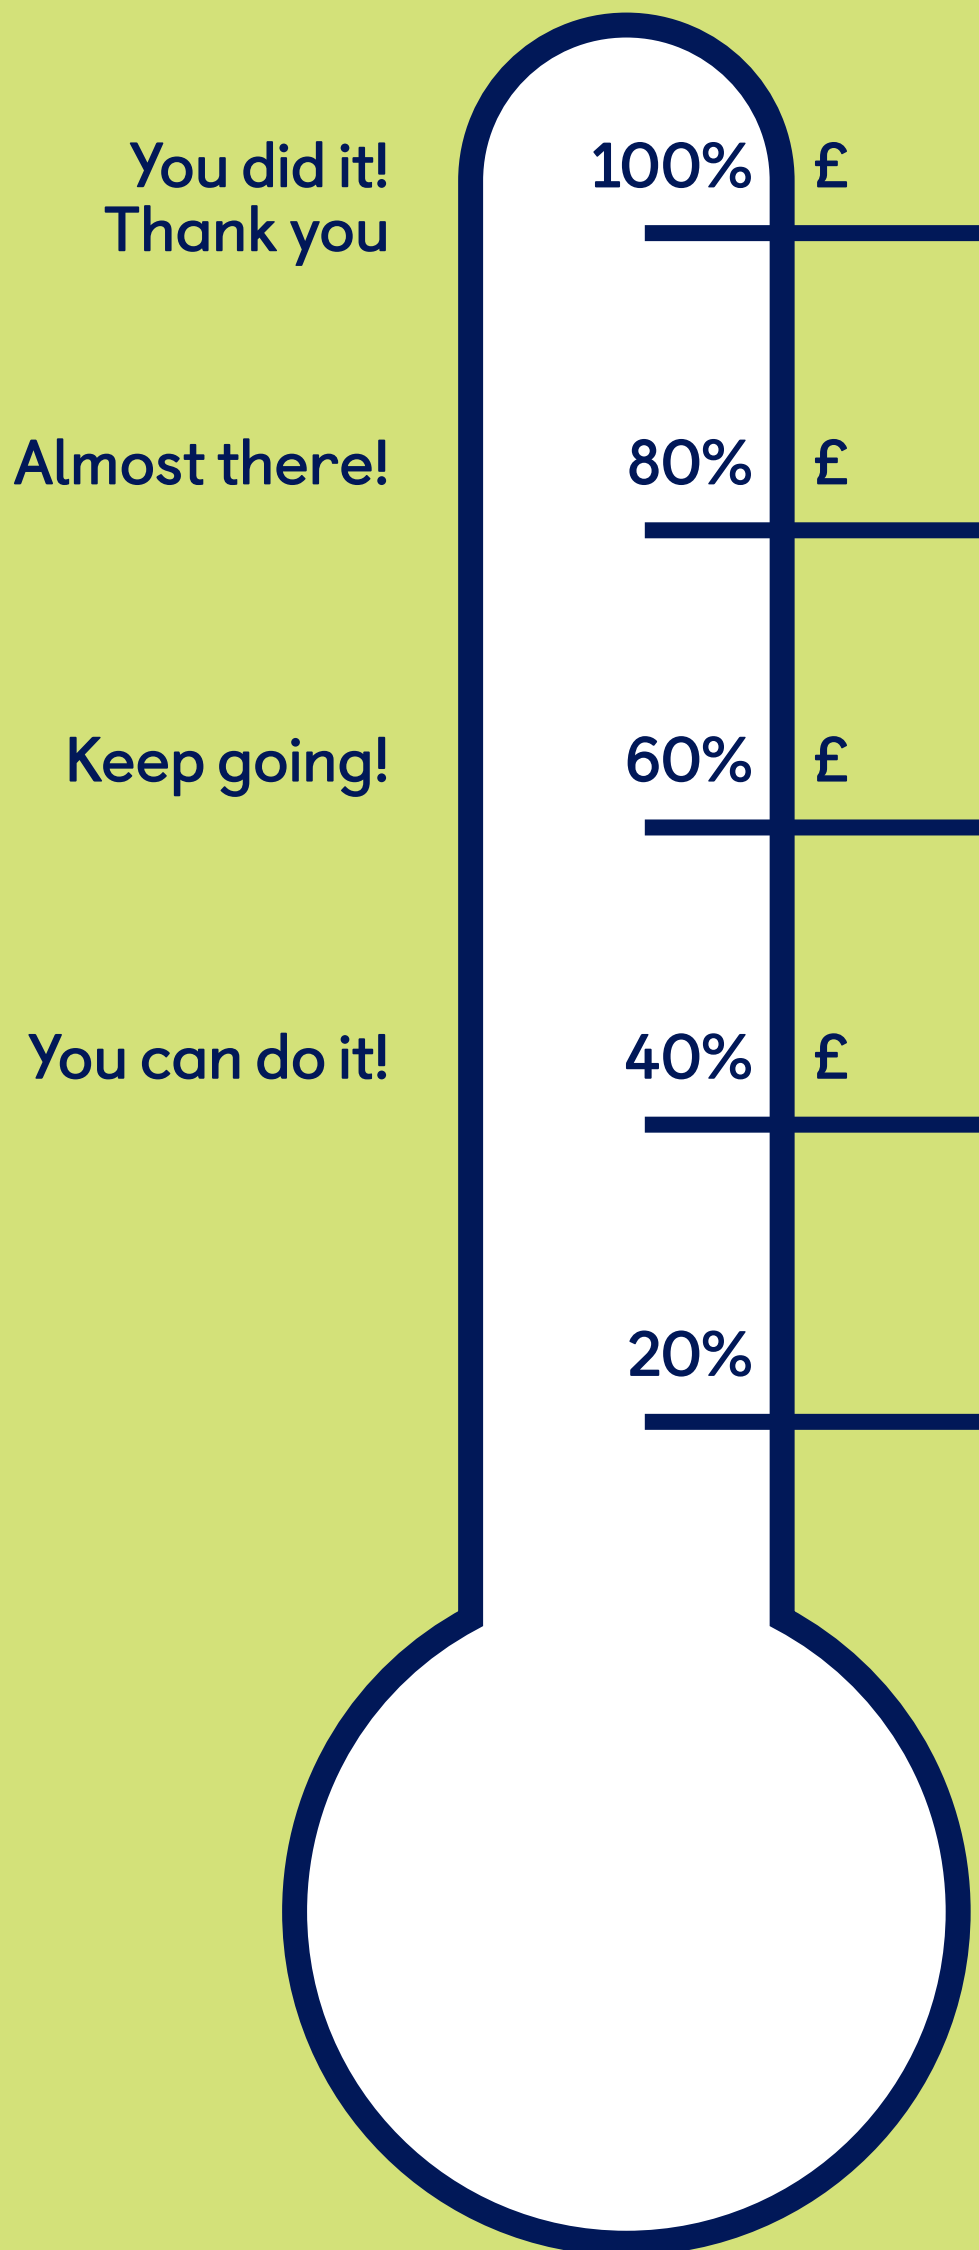 You did it! 100% £
Thank you
Almost there! 80% £
Keep going! 60% £
You can do it! 40% £
20%